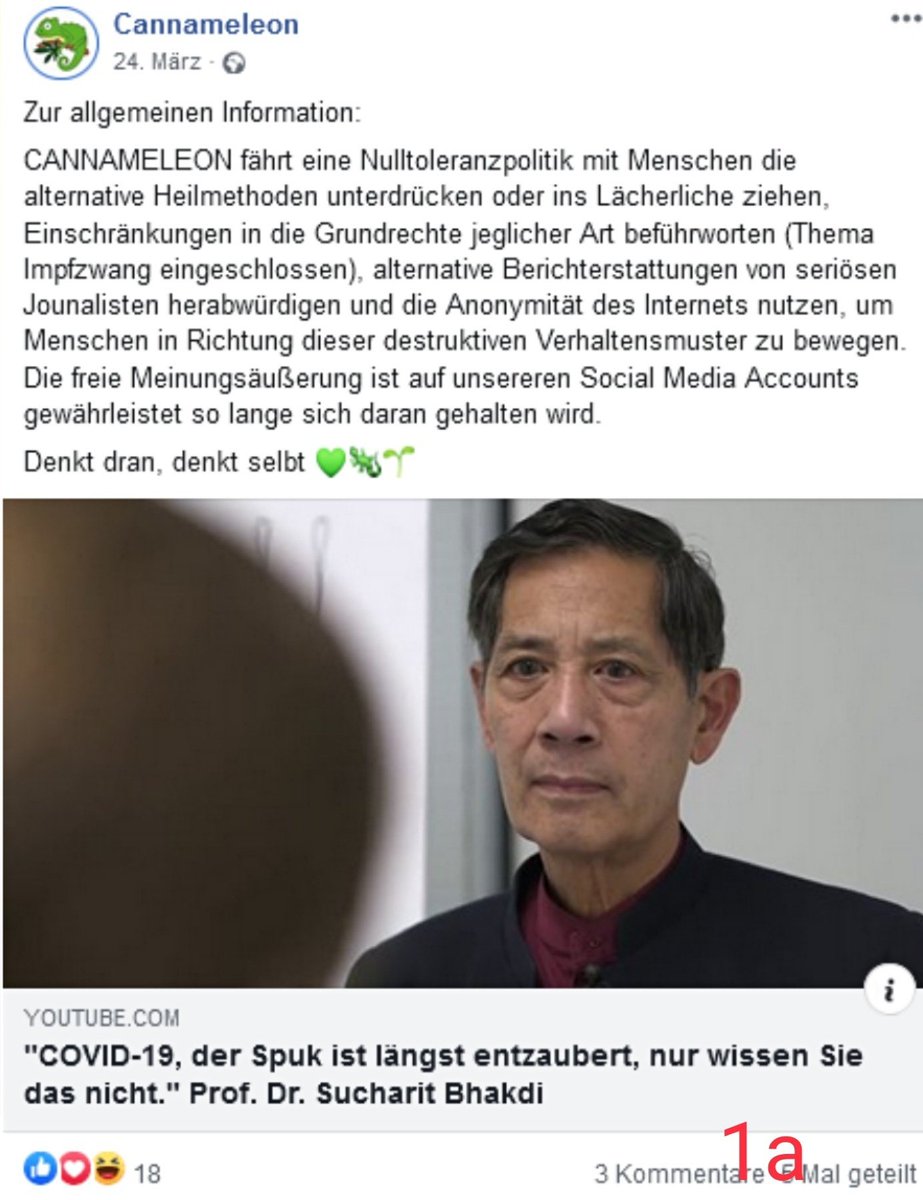 Cannameleon
24. März ·
Zur allgemeinen Information:
CANNAMELEON fährt eine Nulltoleranzpolitik mit Menschen die
alternative Heilmethoden unterdrücken oder ins Lächerliche ziehen,
Einschränkungen in die Grundrechte jeglicher Art beführworten (Thema
Impfzwang eingeschlossen), alternative Berichterstattungen von seriösen
Jounalisten herabwürdigen und die Anonymität des Internets nutzen, um
Menschen in Richtung dieser destruktiven Verhaltensmuster zu bewegen.
Die freie Meinungsäußerung ist auf unsereren Social Media Accounts
gewährleistet so lange sich daran gehalten wird.
Denkt dran, denkt selbt 💚🦎🌱
YOUTUBE.COM
"COVID-19, der Spuk ist längst entzaubert, nur wissen Sie
das nicht." Prof. Dr. Sucharit Bhakdi
1a
18 3 Kommentare 5 Mal geteilt